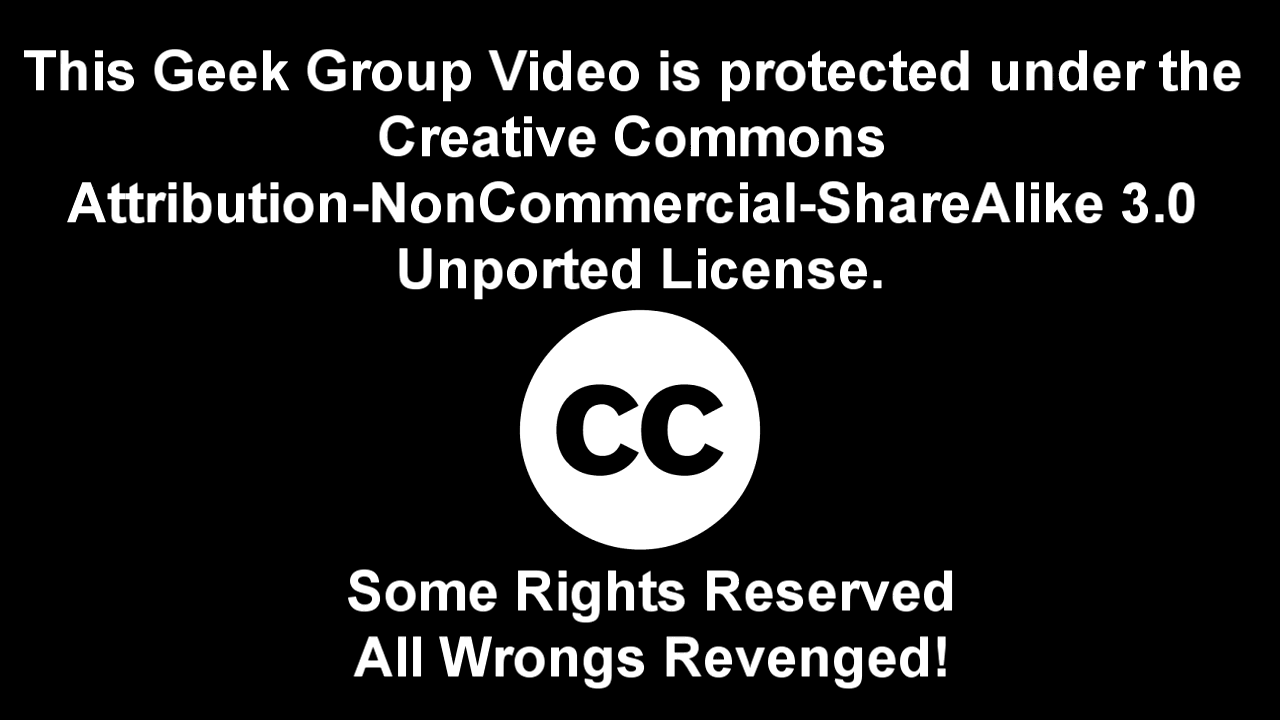 This Geek Group Video is protected under the
Creative Commons
Attribution-NonCommercial-ShareAlike 3.0
Unported License.
cc
Some Rights Reserved
All Wrongs Revenged!